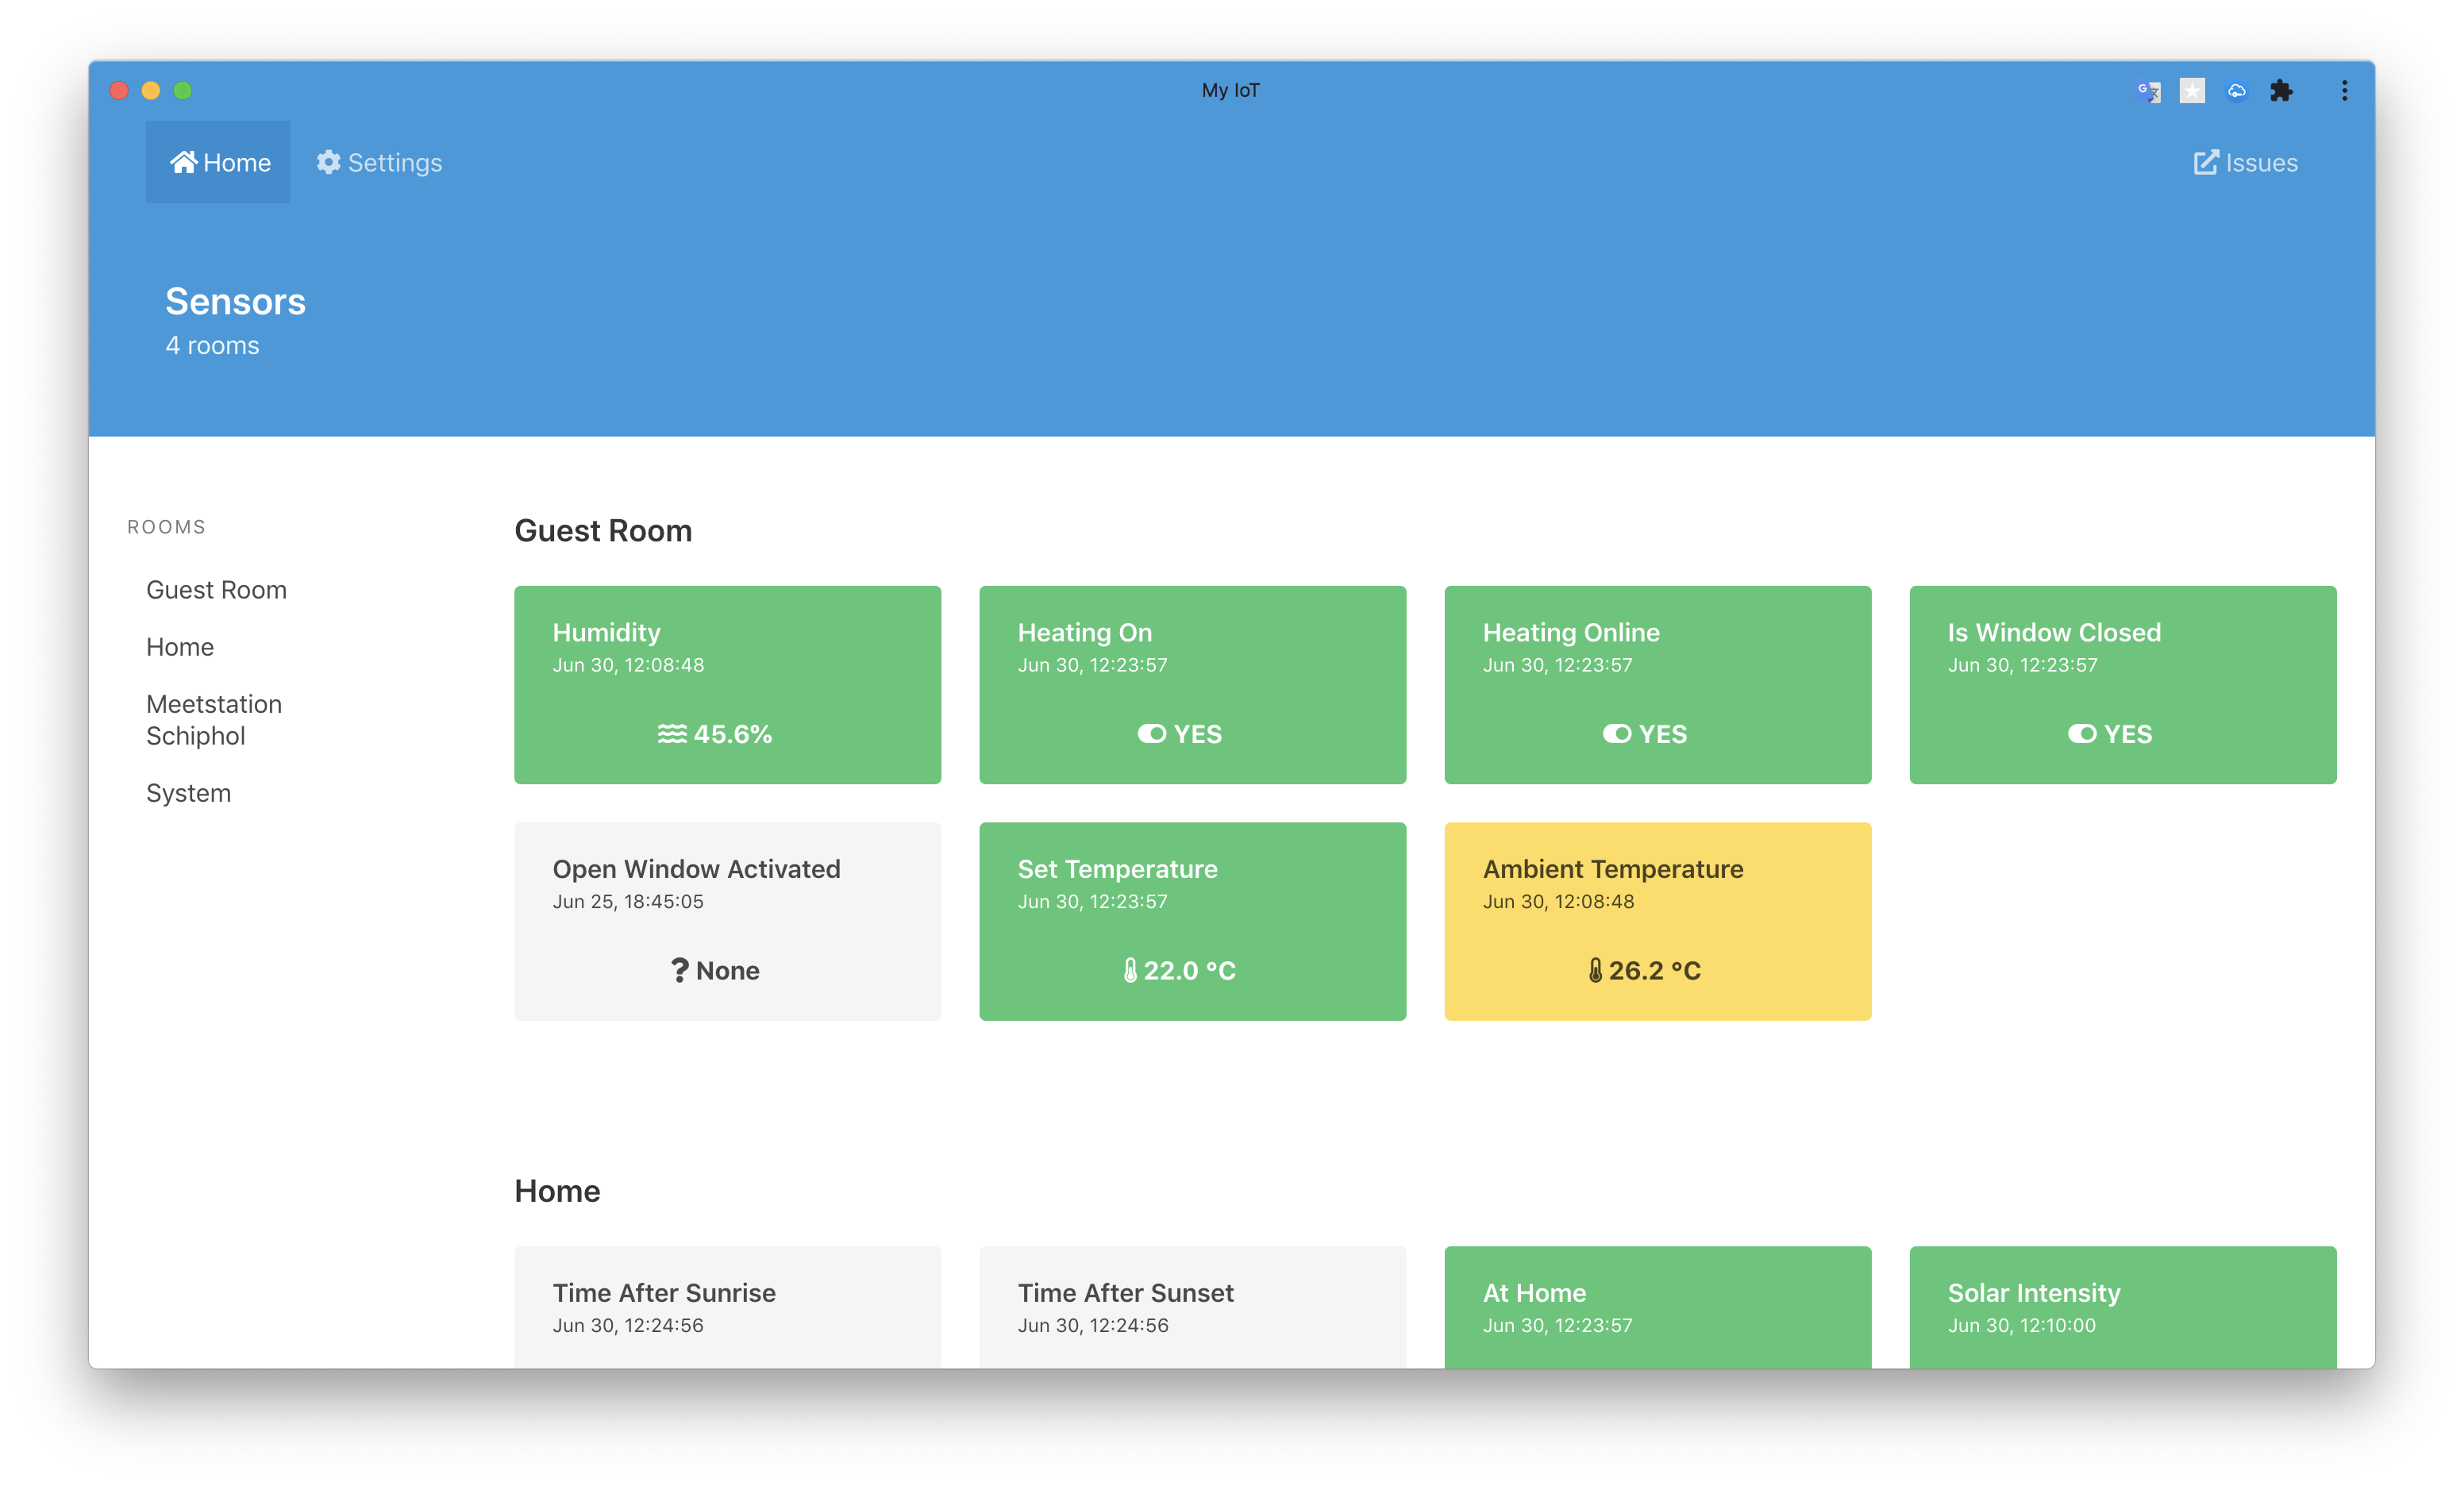 My IoT
Home
Settings
Issues
Sensors
4 rooms
ROOMS
Guest Room
Home
Meetstation
Schiphol
System
Guest Room
Humidity
Jun 30, 12:08:48
45.6%
Heating On
Jun 30, 12:23:57
YES
Heating Online
Jun 30, 12:23:57
YES
Is Window Closed
Jun 30, 12:23:57
YES
Open Window Activated
Jun 25, 18:45:05
? None
Set Temperature
Jun 30, 12:23:57
22.0 °C
Ambient Temperature
Jun 30, 12:08:48
26.2 °C
Home
Time After Sunrise
Jun 30, 12:24:56
Time After Sunset
Jun 30, 12:24:56
At Home
Jun 30, 12:23:57
Solar Intensity
Jun 30, 12:10:00